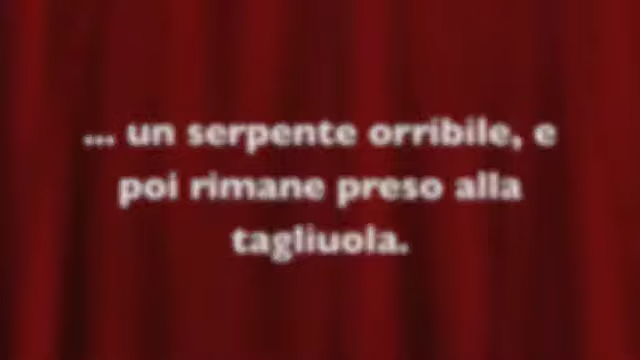 ... un serpente orribile, e
poi rimane preso alla
tagliuola.